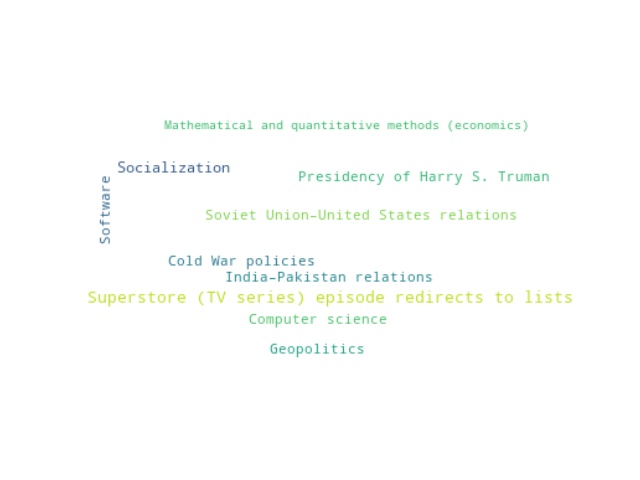 Mathematical and quantitative methods (economics)
Socialization
Presidency of Harry S. Truman
Software
Soviet Union–United States relations
Cold War policies
India–Pakistan relations
Superstore (TV series) episode redirects to lists
Computer science
Geopolitics